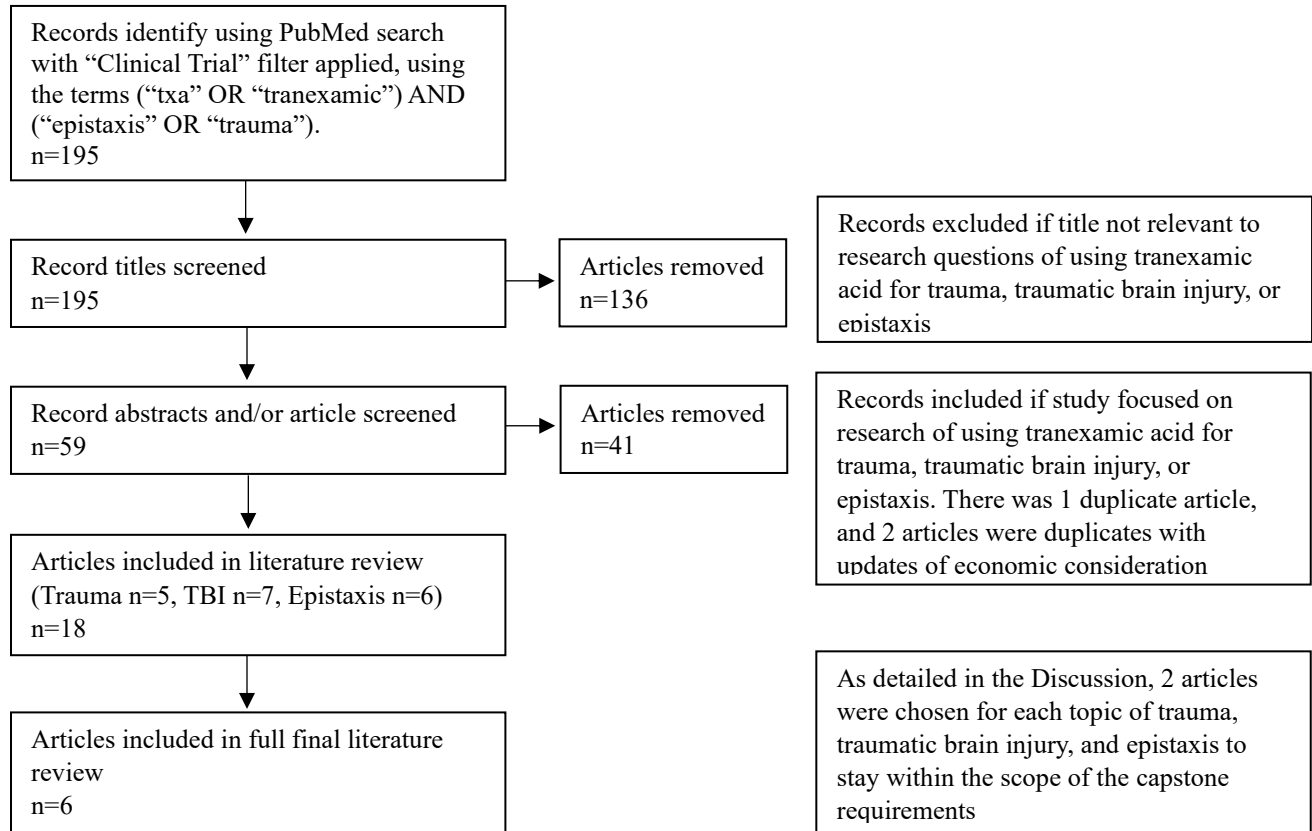 Records identify using PubMed search
with “Clinical Trial” filter applied, using
the terms (“txa” OR “tranexamic”) AND
(“epistaxis” OR “trauma”).
n=195
Record titles screened
n=195
Articles removed
n=136
Records excluded if title not relevant to
research questions of using tranexamic
acid for trauma, traumatic brain injury, or
epistaxis
Record abstracts and/or article screened
n=59
Articles removed
n=41
Records included if study focused on
research of using tranexamic acid for
trauma, traumatic brain injury, or
epistaxis. There was 1 duplicate article,
and 2 articles were duplicates with
updates of economic consideration
Articles included in literature review
(Trauma n=5, TBI n=7, Epistaxis n=6)
n=18
Articles included in full final literature
review
n=6
As detailed in the Discussion, 2 articles
were chosen for each topic of trauma,
traumatic brain injury, and epistaxis to
stay within the scope of the capstone
requirements